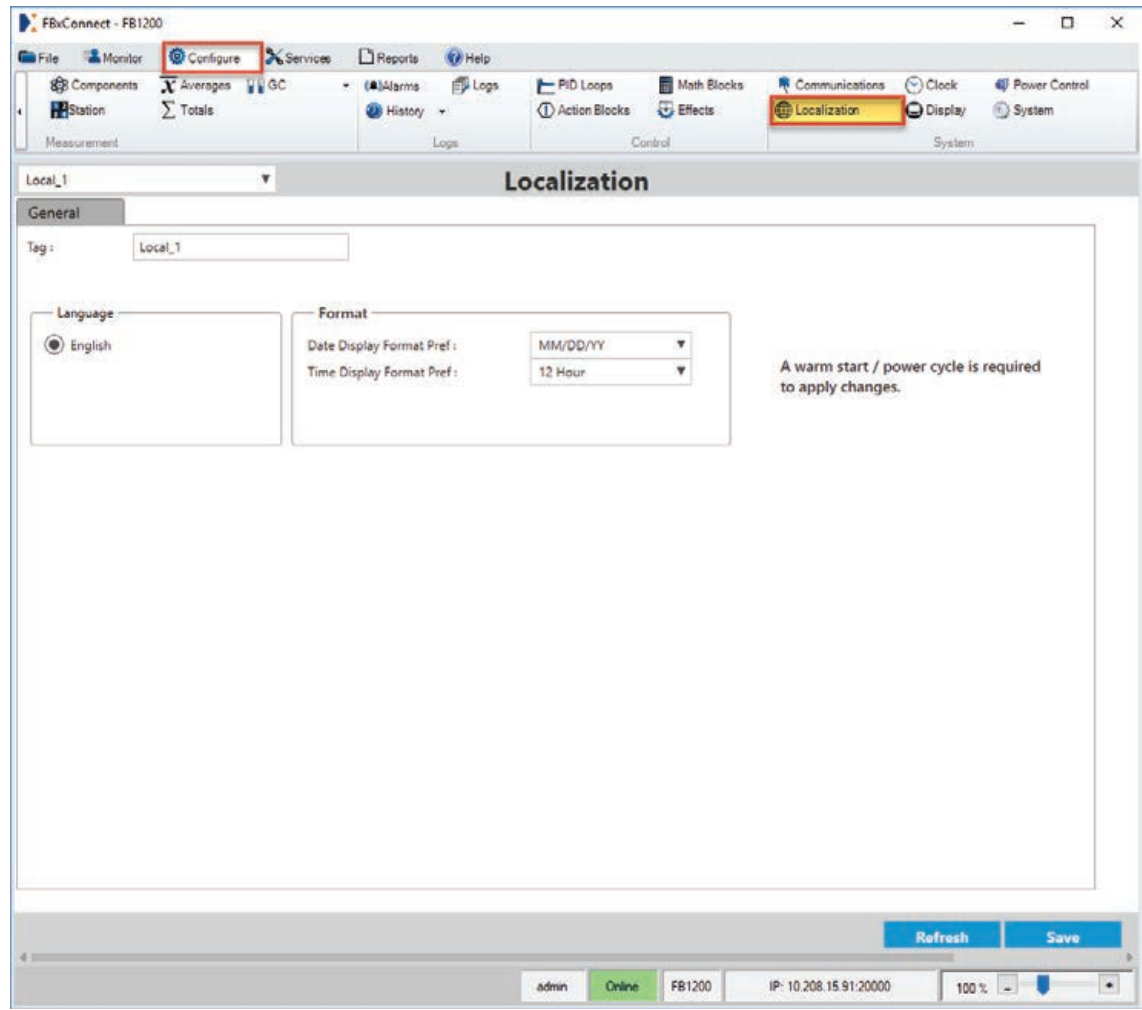 FBxConnect - FB1200
File Monitor Configure Services Reports Help
Components Averages GC (▲)Alarms Logs PID Loops Math Blocks Communications Clock Power Control
Station Totals History Action Blocks Effects Localization Display System
Measurement Logs Control System
Local_1 Localization
General
Tag : Local_1
Language Format
English Date Display Format Pref : MM/DD/YY
Time Display Format Pref : 12 Hour
A warm start / power cycle is required
to apply changes.
Refresh Save
admin Online FB1200 IP: 10.208.15.91:20000 100 %